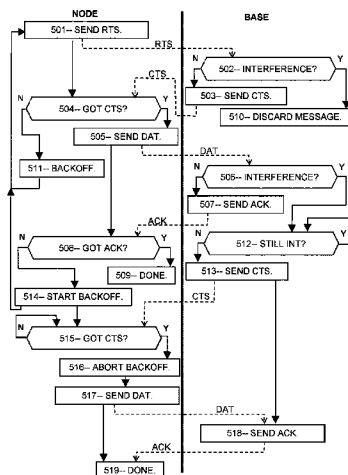 NODE
BASE
501-- SEND RTS.
RTS
N 502-- INTERFERENCE? Y
CTS
503-- SEND CTS.
N 504-- GOT CTS? Y
510-- DISCARD MESSAGE.
505-- SEND DAT.
DAT
511-- BACKOFF.
N 506-- INTERFERENCE? Y
507-- SEND ACK.
ACK
N 508-- GOT ACK? Y
N 512-- STILL INT? Y
509-- DONE.
513-- SEND CTS.
514-- START BACKOFF.
CTS
N 515-- GOT CTS? Y
516-- ABORT BACKOFF.
517-- SEND DAT.
DAT
518-- SEND ACK.
ACK
519-- DONE.